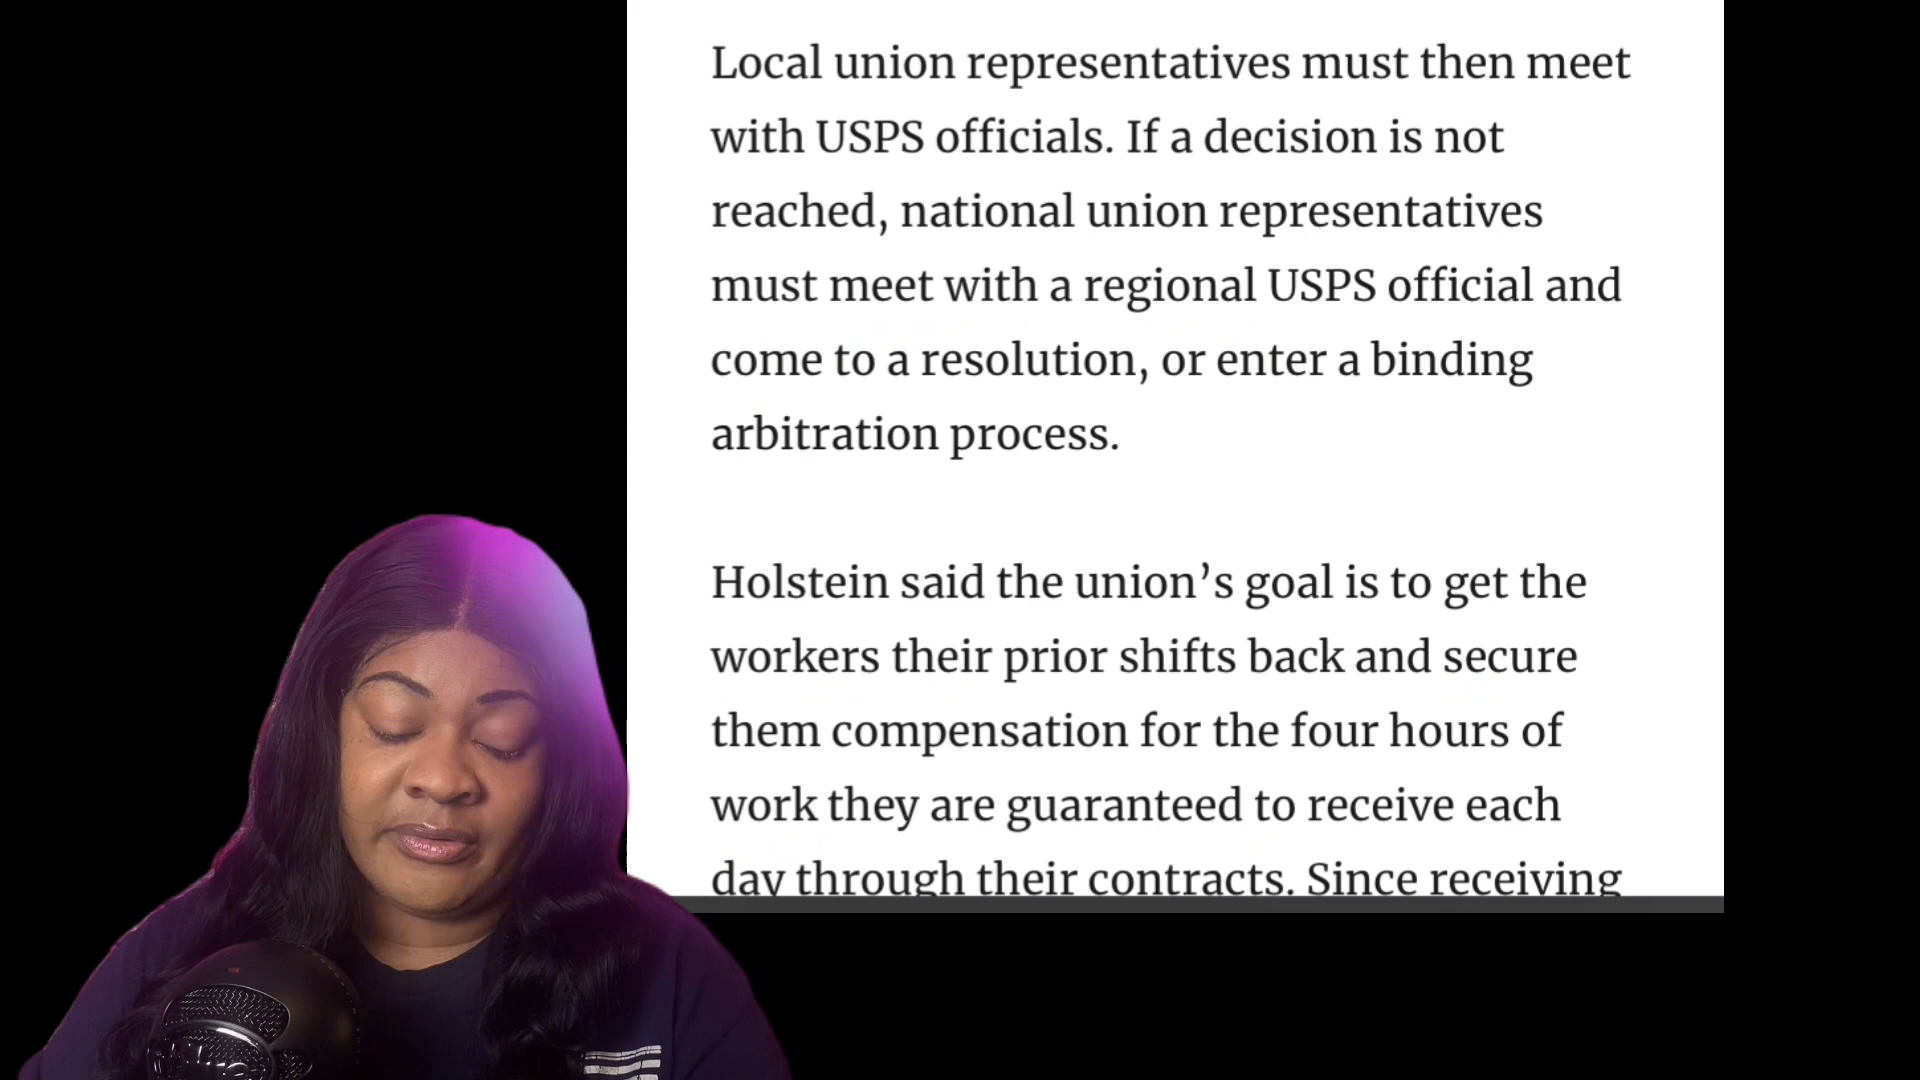 Local union representatives must then meet
with USPS officials. If a decision is not
reached, national union representatives
must meet with a regional USPS official and
come to a resolution, or enter a binding
arbitration process.
Holstein said the union’s goal is to get the
workers their prior shifts back and secure
them compensation for the four hours of
work they are guaranteed to receive each
day through their contracts. Since receiving